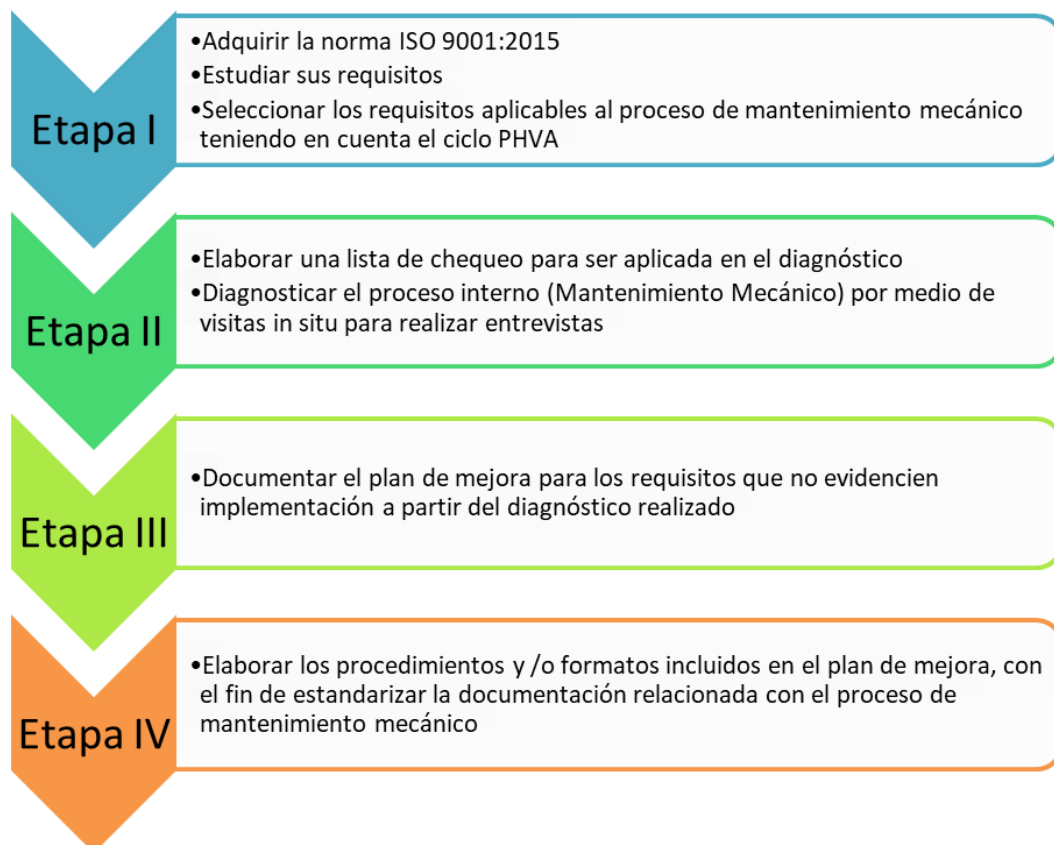 Etapa I
•Adquirir la norma ISO 9001:2015
•Estudiar sus requisitos
•Seleccionar los requisitos aplicables al proceso de mantenimiento mecánico
teniendo en cuenta el ciclo PHVA
Etapa II
•Elaborar una lista de chequeo para ser aplicada en el diagnóstico
•Diagnosticar el proceso interno (Mantenimiento Mecánico) por medio de
visitas in situ para realizar entrevistas
Etapa III
•Documentar el plan de mejora para los requisitos que no evidencien
implementación a partir del diagnóstico realizado
Etapa IV
•Elaborar los procedimientos y /o formatos incluidos en el plan de mejora, con
el fin de estandarizar la documentación relacionada con el proceso de
mantenimiento mecánico